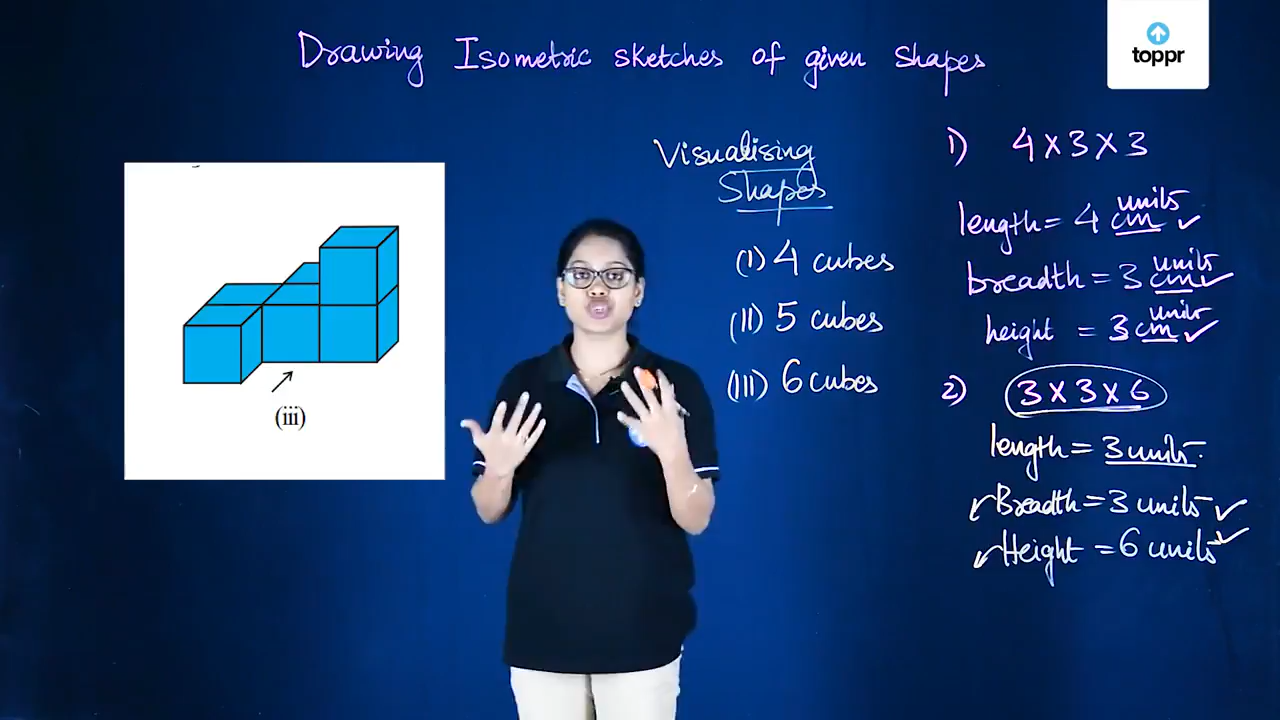 Drawing Isometric sketches of given shapes
toppr
(iii)
Visualising
Shapes
(I) 4 cubes
(II) 5 cubes
(III) 6 cubes
1) 4 x 3 x 3
length = 4 cm units
breadth = 3 cm units
height = 3 cm units
2) 3 x 3 x 6
length = 3 units
Breadth = 3 units
Height = 6 units